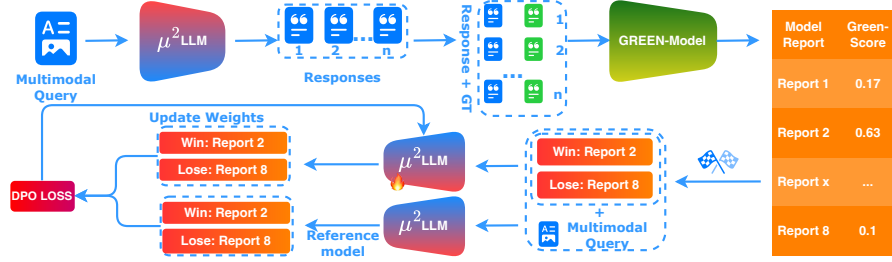 Multimodal
Query
μ²LLM
1 2 ... n
Responses
Response + GT
1
2
...
n
GREEN-Model
Model Report Green-Score
Report 1 0.17
Report 2 0.63
Report x ...
Report 8 0.1
Update Weights
Win: Report 2
Lose: Report 8
DPO LOSS
Win: Report 2
Lose: Report 8
Reference
model
μ²LLM
μ²LLM
Win: Report 2
Lose: Report 8
+
Multimodal
Query